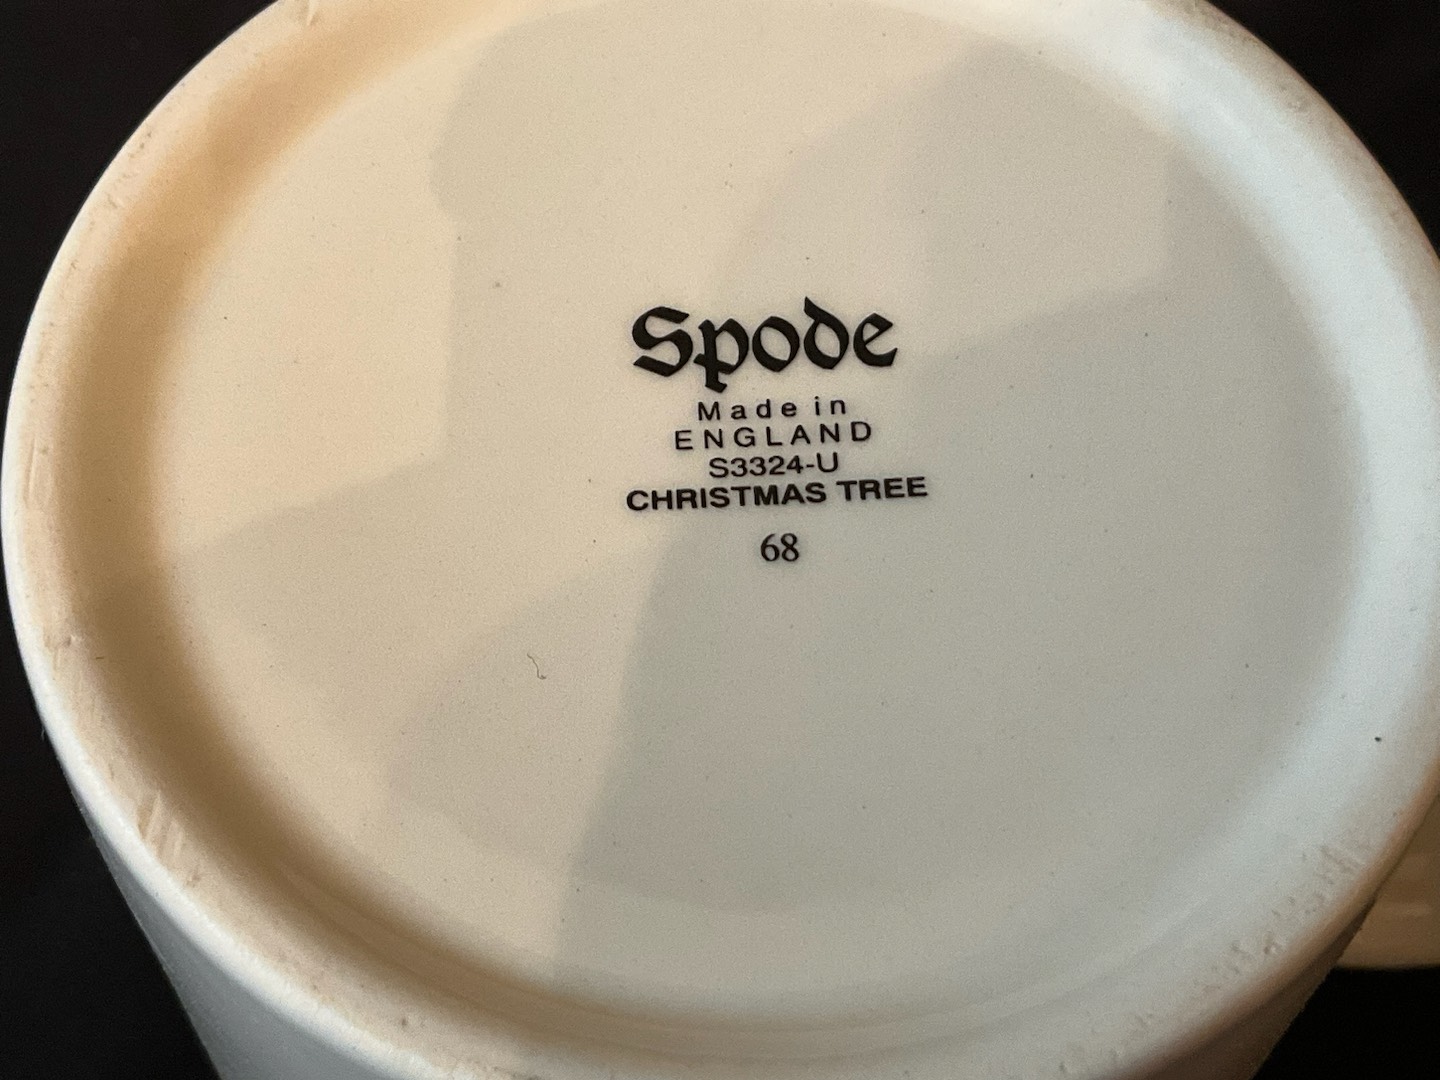 Spode
Made in
ENGLAND
S3324-U
CHRISTMAS TREE
68